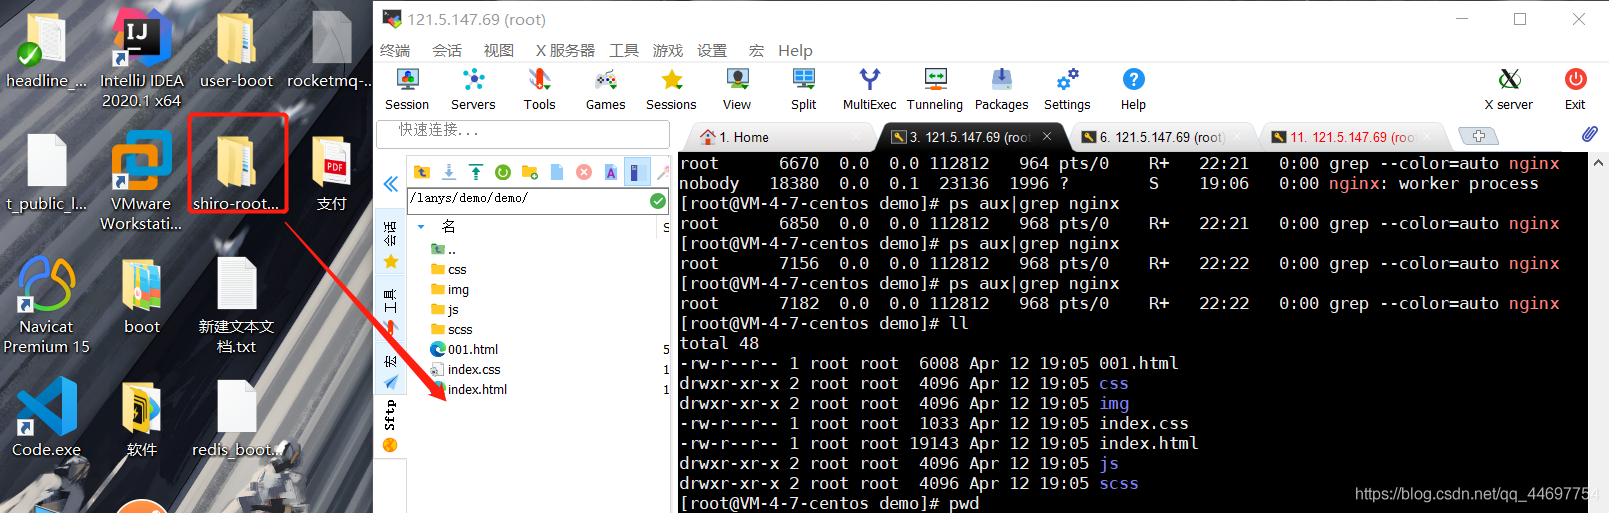 headline_...
IntelliJ IDEA
2020.1 x64
user-boot
rocketmq-...
t_public_l...
VMware
Workstati...
shiro-root...
PDF
支付
Navicat
Premium 15
boot
新建文本文
档.txt
Code.exe
软件
redis_boot...
121.5.147.69 (root)
终端 会话 视图 X 服务器 工具 游戏 设置 宏 Help
Session Servers Tools Games Sessions View Split MultiExec Tunneling Packages Settings Help X server Exit
快速连接...
1. Home
3. 121.5.147.69 (roo
6. 121.5.147.69 (root)
11. 121.5.147.69 (roo
会话
工具
宏
Sftp
/lanys/demo/demo/
名 S
..
css
img
js
scss
001.html 5
index.css 1
index.html 1
root 6670 0.0 0.0 112812 964 pts/0 R+ 22:21 0:00 grep --color=auto nginx
nobody 18380 0.0 0.1 23136 1996 ? S 19:06 0:00 nginx: worker process
[root@VM-4-7-centos demo]# ps aux|grep nginx
root 6850 0.0 0.0 112812 968 pts/0 R+ 22:21 0:00 grep --color=auto nginx
[root@VM-4-7-centos demo]# ps aux|grep nginx
root 7156 0.0 0.0 112812 968 pts/0 R+ 22:22 0:00 grep --color=auto nginx
[root@VM-4-7-centos demo]# ps aux|grep nginx
root 7182 0.0 0.0 112812 968 pts/0 R+ 22:22 0:00 grep --color=auto nginx
[root@VM-4-7-centos demo]# ll
total 48
-rw-r--r-- 1 root root 6008 Apr 12 19:05 001.html
drwxr-xr-x 2 root root 4096 Apr 12 19:05 css
drwxr-xr-x 2 root root 4096 Apr 12 19:05 img
-rw-r--r-- 1 root root 1033 Apr 12 19:05 index.css
-rw-r--r-- 1 root root 19143 Apr 12 19:05 index.html
drwxr-xr-x 2 root root 4096 Apr 12 19:05 js
drwxr-xr-x 2 root root 4096 Apr 12 19:05 scss
[root@VM-4-7-centos demo]# pwd
https://blog.csdn.net/qq_44697754